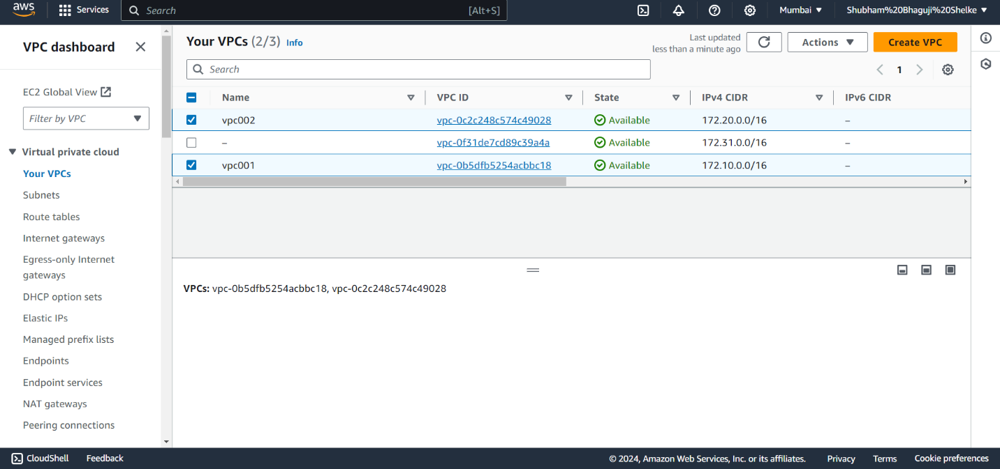 aws Services Search [Alt+S] Mumbai Shubham%20Bhaguji%20Shelke
VPC dashboard
EC2 Global View
Filter by VPC
Virtual private cloud
Your VPCs
Subnets
Route tables
Internet gateways
Egress-only Internet
gateways
DHCP option sets
Elastic IPs
Managed prefix lists
Endpoints
Endpoint services
NAT gateways
Peering connections
Your VPCs (2/3) Info
Last updated
less than a minute ago
Actions
Create VPC
Search
1
Name VPC ID State IPv4 CIDR IPv6 CIDR
vpc002 vpc-0c2c248c574c49028 Available 172.20.0.0/16 –
– vpc-0f31de7cd89c39a4a Available 172.31.0.0/16 –
vpc001 vpc-0b5dfb5254acbbc18 Available 172.10.0.0/16 –
VPCs: vpc-0b5dfb5254acbbc18, vpc-0c2c248c574c49028
CloudShell Feedback © 2024, Amazon Web Services, Inc. or its affiliates. Privacy Terms Cookie preferences